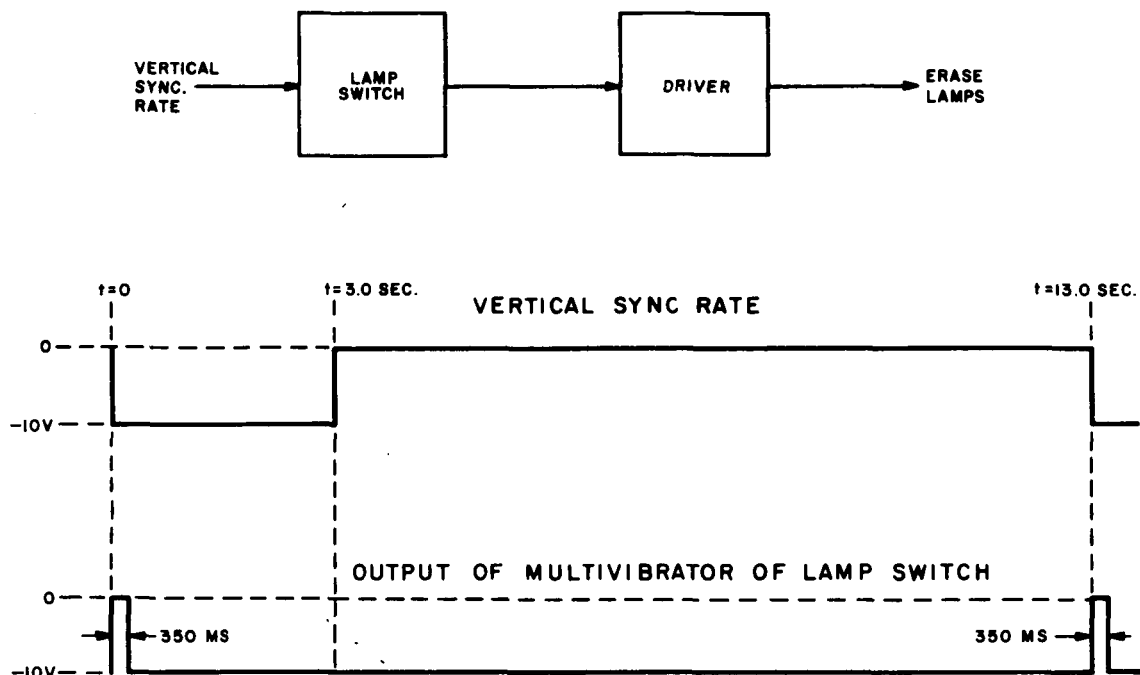 VERTICAL
SYNC.
RATE
LAMP
SWITCH
DRIVER
ERASE
LAMPS
t=0
t=3.0 SEC.
VERTICAL SYNC RATE
t=13.0 SEC.
0
-10V
OUTPUT OF MULTIVIBRATOR OF LAMP SWITCH
0
350 MS
350 MS
-10V